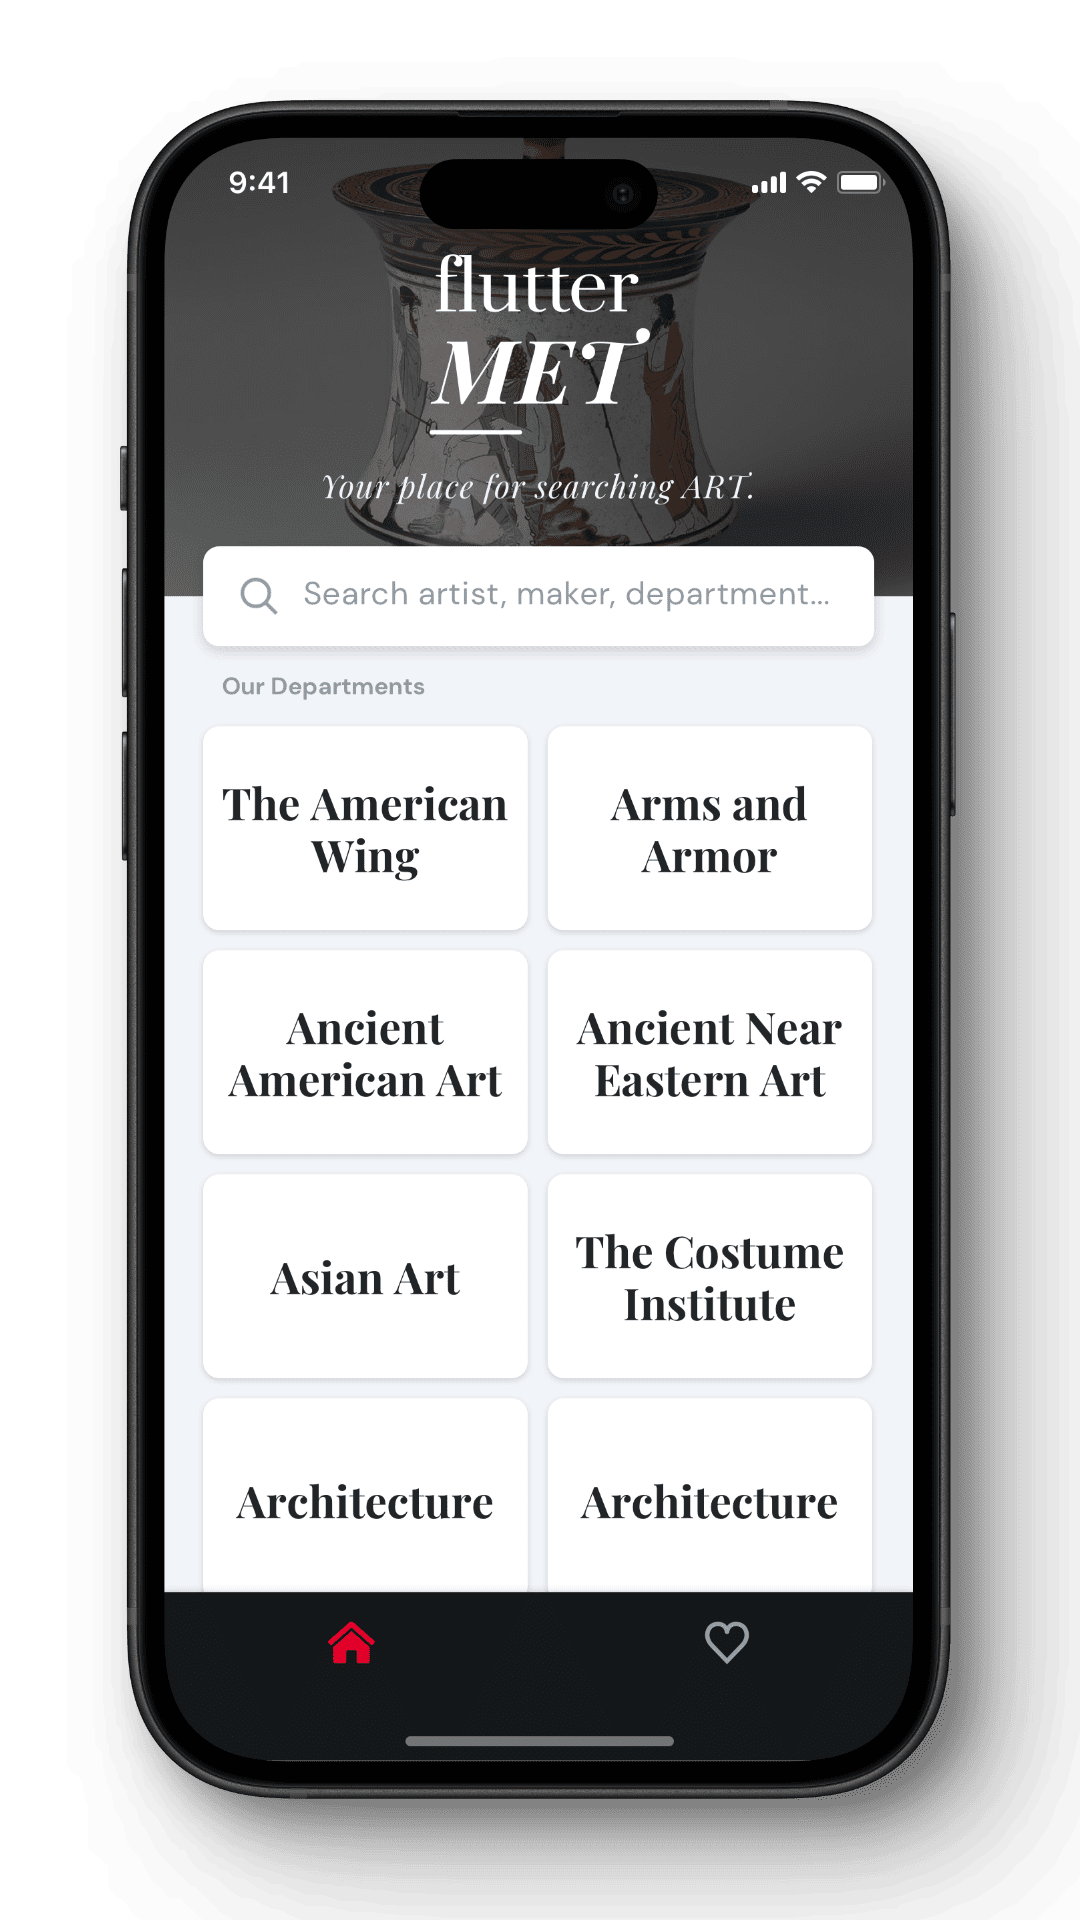 9:41
flutter
MET
Your place for searching ART.
Search artist, maker, department...
Our Departments
The American
Wing
Arms and
Armor
Ancient
American Art
Ancient Near
Eastern Art
Asian Art
The Costume
Institute
Architecture
Architecture